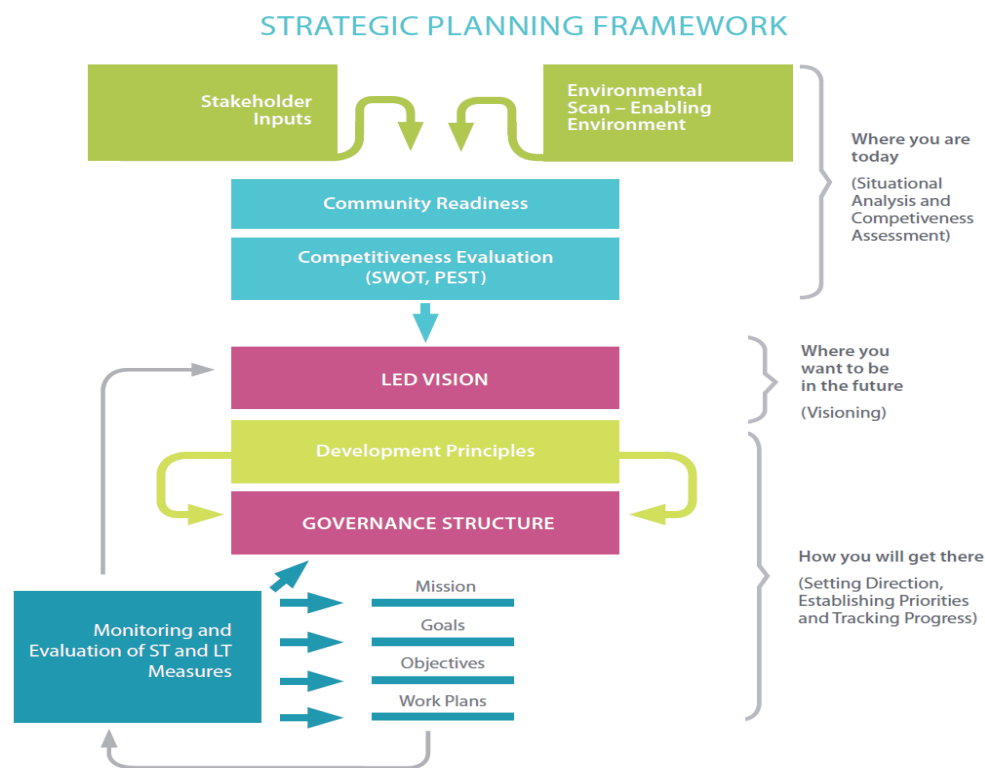 STRATEGIC PLANNING FRAMEWORK
Stakeholder
Inputs
Environmental
Scan – Enabling
Environment
Where you are
today
(Situational
Analysis and
Competiveness
Assessment)
Community Readiness
Competitiveness Evaluation
(SWOT, PEST)
LED VISION
Where you
want to be
in the future
(Visioning)
Development Principles
GOVERNANCE STRUCTURE
How you will get there
(Setting Direction,
Establishing Priorities
and Tracking Progress)
Monitoring and
Evaluation of ST and LT
Measures
Mission
Goals
Objectives
Work Plans